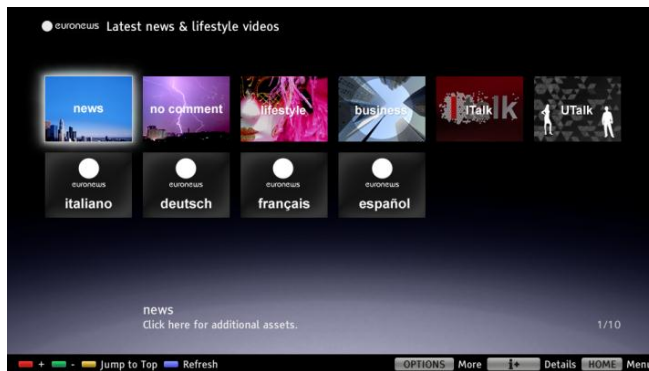 euronews Latest news & lifestyle videos
news
no comment
lifestyle
business
ITalk
UTalk
euronews
italiano
euronews
deutsch
euronews
français
euronews
español
news
Click here for additional assets.
1/10
+ - Jump to Top Refresh
OPTIONS More i+ Details HOME Menu